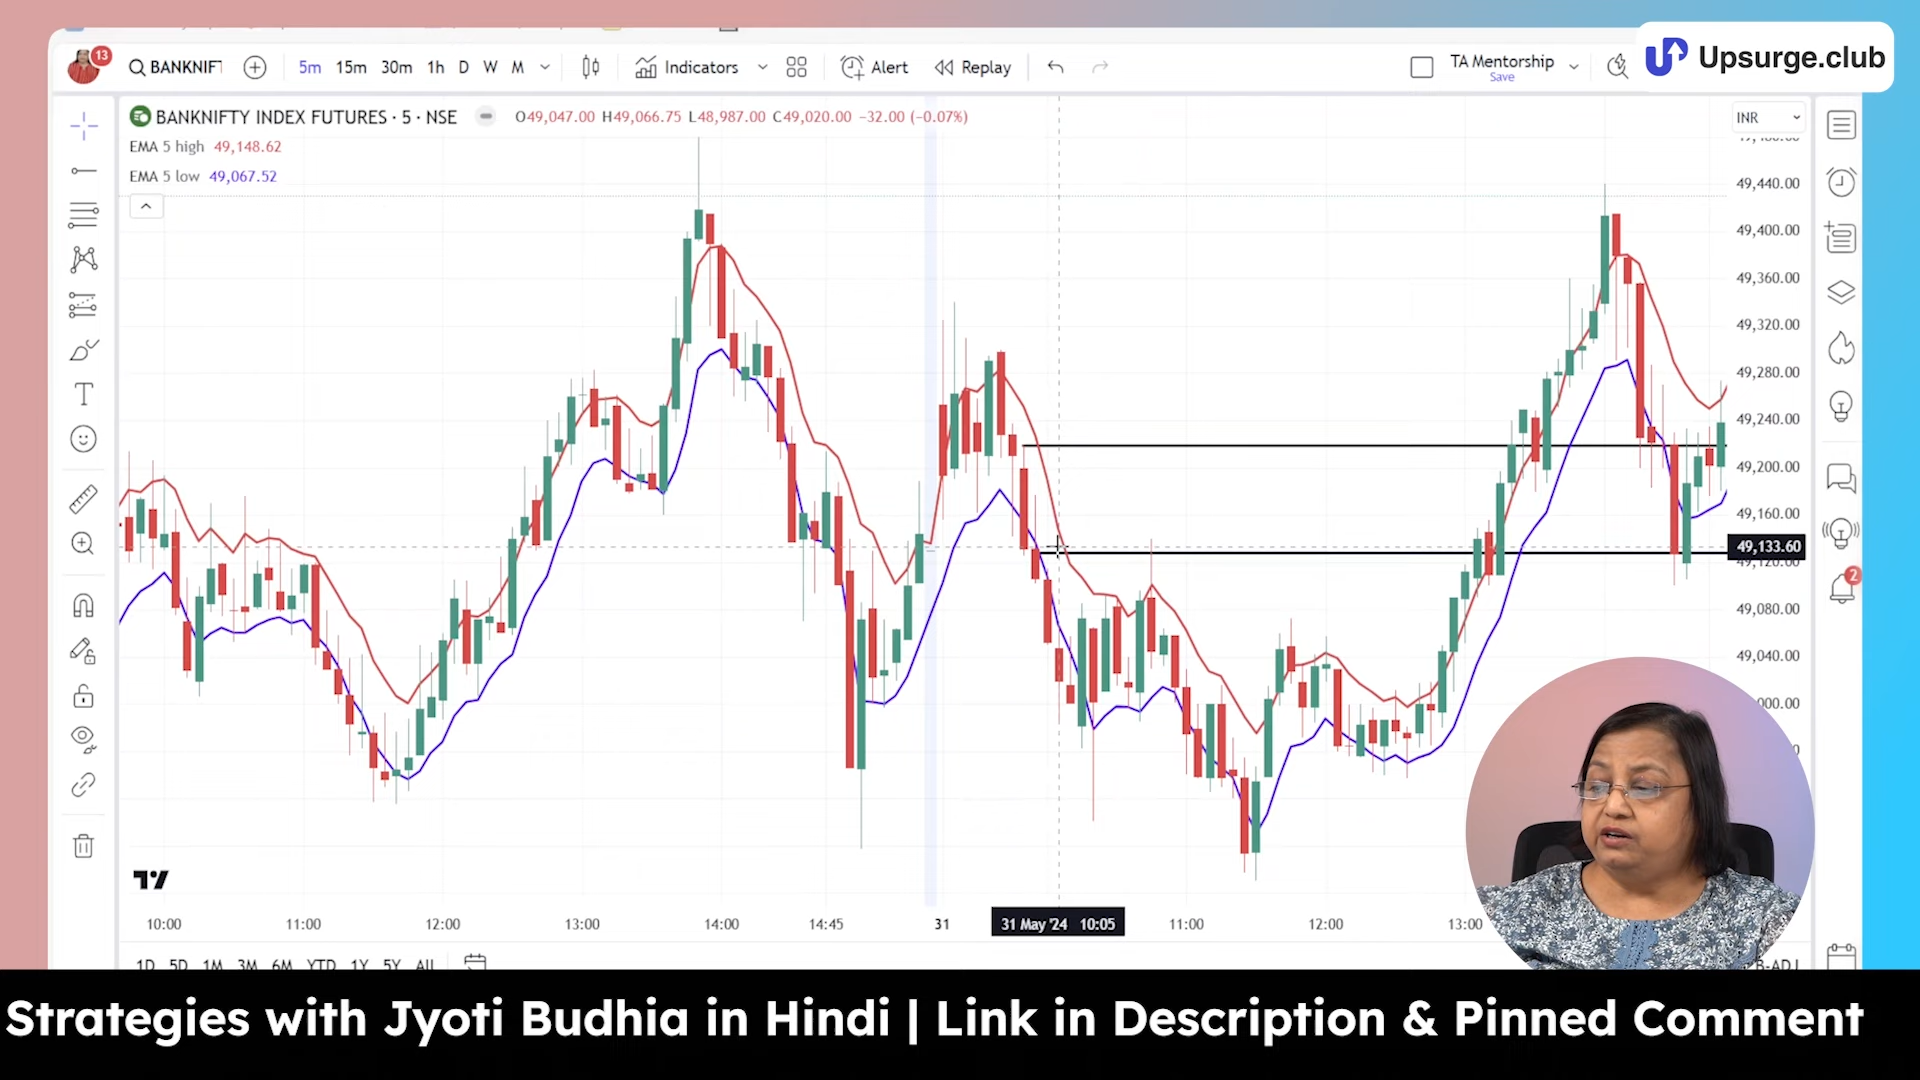 13
BANKNIFT
5m 15m 30m 1h D W M
Indicators
Alert
Replay
TA Mentorship
Save
Upsurge.club
BANKNIFTY INDEX FUTURES · 5 · NSE
O49,047.00 H49,066.75 L48,987.00 C49,020.00 −32.00 (−0.07%)
INR
EMA 5 high 49,148.62
EMA 5 low 49,067.52
49,440.00
49,400.00
49,360.00
49,320.00
49,280.00
49,240.00
49,200.00
49,160.00
49,133.60
49,120.00
49,080.00
49,040.00
2
10:00 11:00 12:00 13:00 14:00 14:45 31 31 May '24 10:05 11:00 12:00 13:00
1D 5D 1M 3M 6M YTD 1Y 5Y All
B-ADJ
Strategies with Jyoti Budhia in Hindi | Link in Description & Pinned Comment